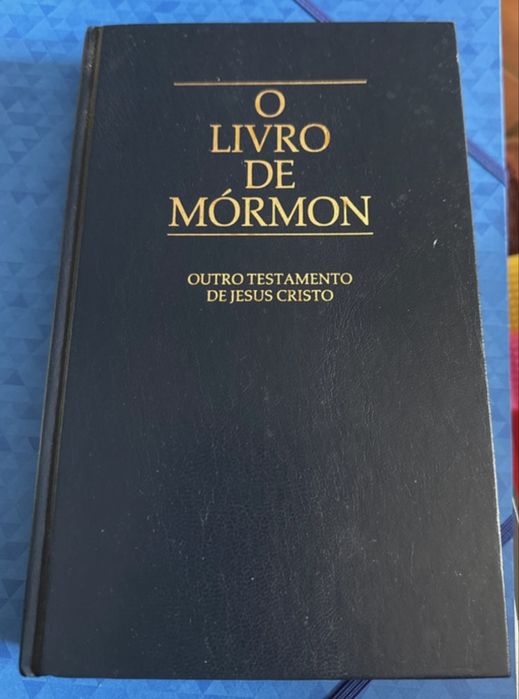 O
LIVRO
DE
MÓRMON
OUTRO TESTAMENTO
DE JESUS CRISTO